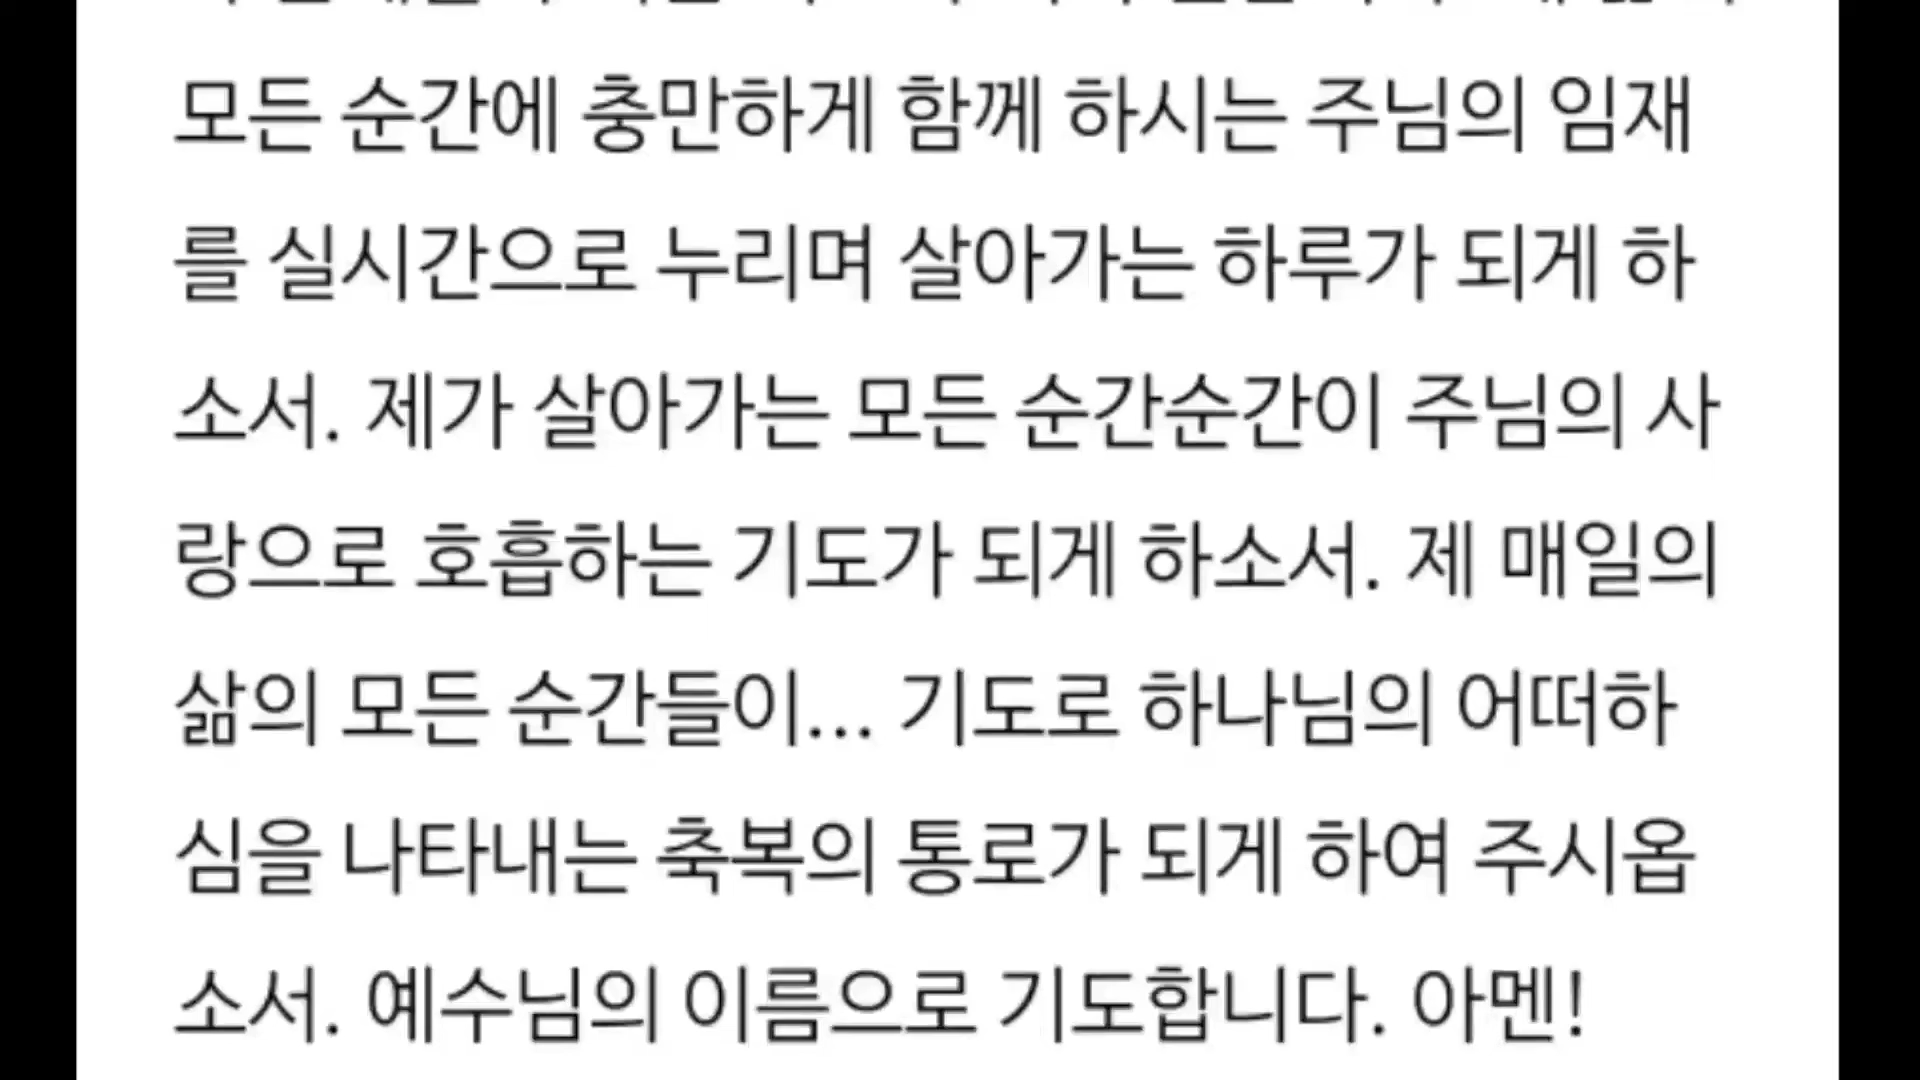 모든 순간에 충만하게 함께 하시는 주님의 임재
를 실시간으로 누리며 살아가는 하루가 되게 하
소서. 제가 살아가는 모든 순간순간이 주님의 사
랑으로 호흡하는 기도가 되게 하소서. 제 매일의
삶의 모든 순간들이... 기도로 하나님의 어떠하
심을 나타내는 축복의 통로가 되게 하여 주시옵
소서. 예수님의 이름으로 기도합니다. 아멘!